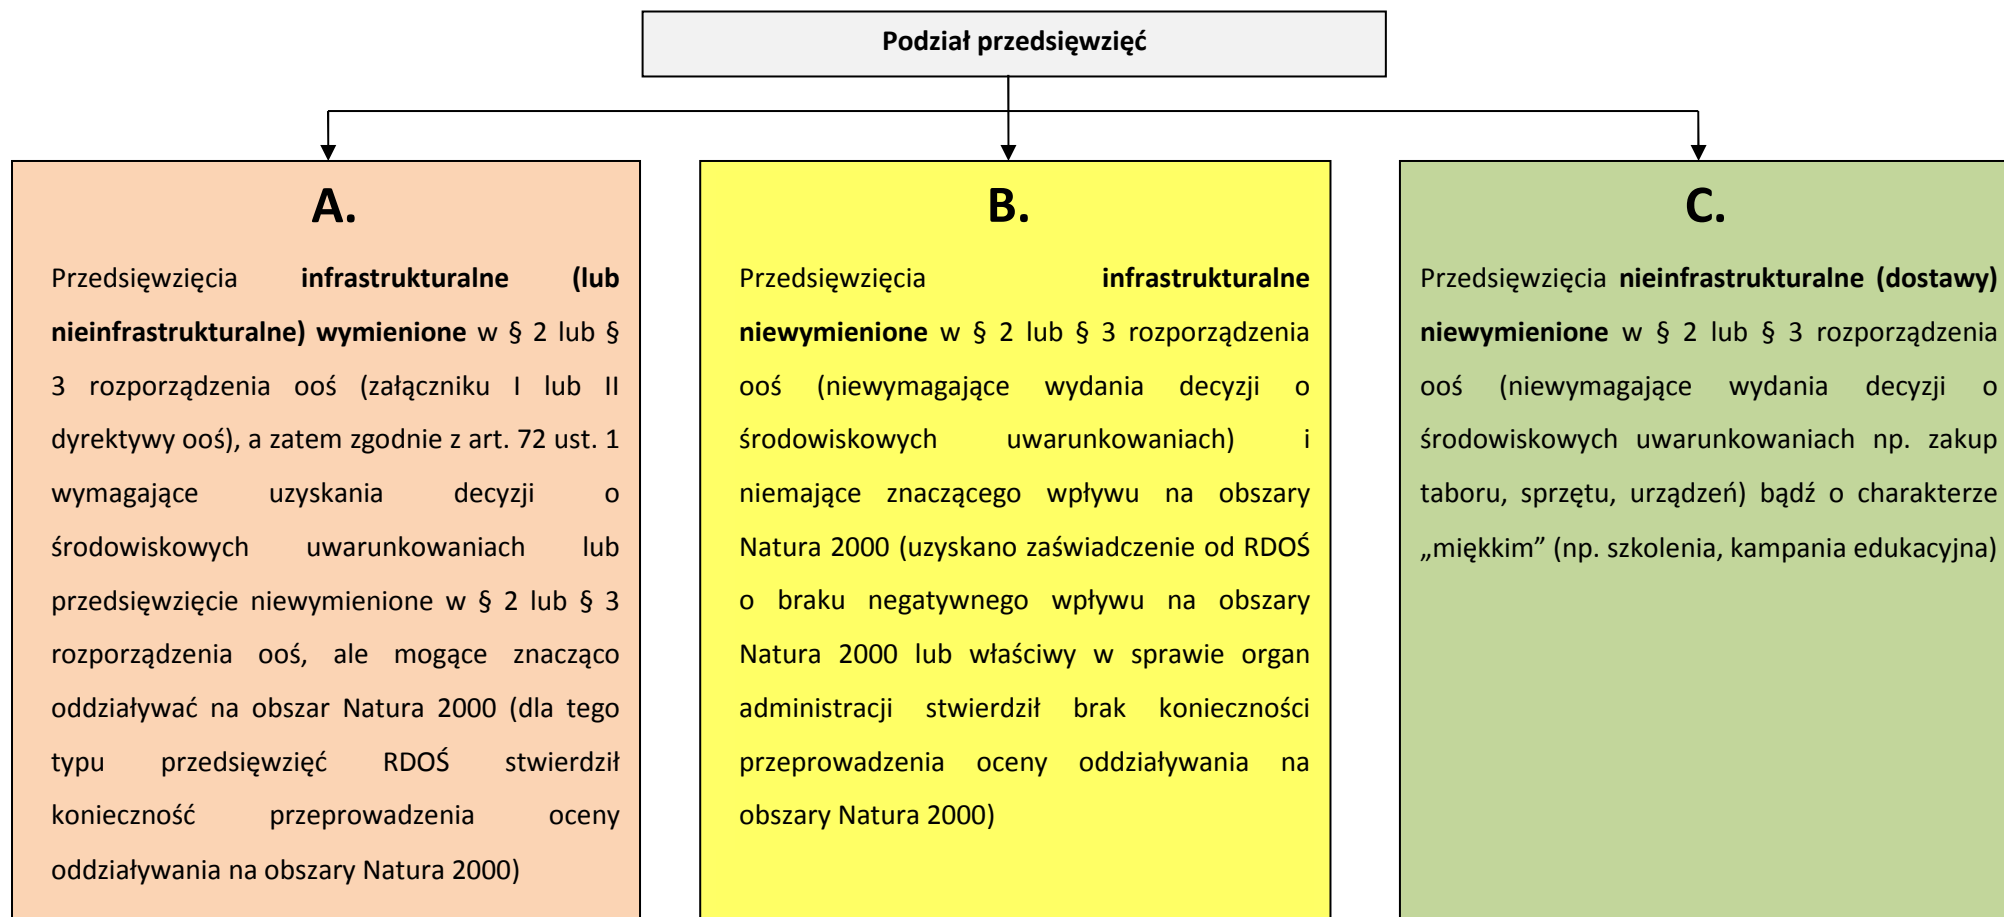 Podział przedsięwzięć
A.
Przedsięwzięcia infrastrukturalne (lub
nieinfrastrukturalne) wymienione w § 2 lub §
3 rozporządzenia ooś (załączniku I lub II
dyrektywy ooś), a zatem zgodnie z art. 72 ust. 1
wymagające uzyskania decyzji o
środowiskowych uwarunkowaniach lub
przedsięwzięcie niewymienione w § 2 lub § 3
rozporządzenia ooś, ale mogące znacząco
oddziaływać na obszar Natura 2000 (dla tego
typu przedsięwzięć RDOŚ stwierdził
konieczność przeprowadzenia oceny
oddziaływania na obszary Natura 2000)
B.
Przedsięwzięcia infrastrukturalne
niewymienione w § 2 lub § 3 rozporządzenia
ooś (niewymagające wydania decyzji o
środowiskowych uwarunkowaniach) i
niemające znaczącego wpływu na obszary
Natura 2000 (uzyskano zaświadczenie od RDOŚ
o braku negatywnego wpływu na obszary
Natura 2000 lub właściwy w sprawie organ
administracji stwierdził brak konieczności
przeprowadzenia oceny oddziaływania na
obszary Natura 2000)
C.
Przedsięwzięcia nieinfrastrukturalne (dostawy)
niewymienione w § 2 lub § 3 rozporządzenia
ooś (niewymagające wydania decyzji o
środowiskowych uwarunkowaniach np. zakup
taboru, sprzętu, urządzeń) bądź o charakterze
„miękkim” (np. szkolenia, kampania edukacyjna)